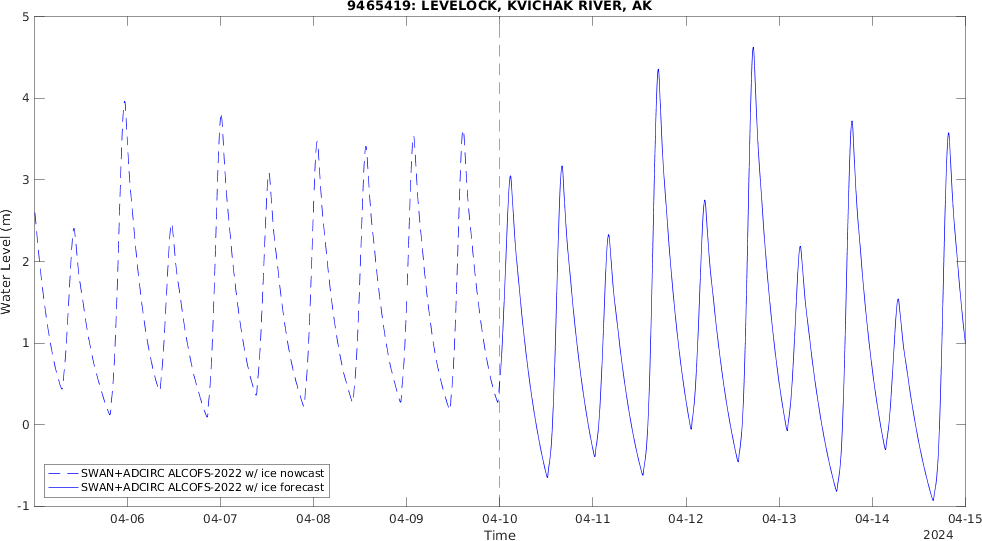 9465419: LEVELOCK, KVICHAK RIVER, AK
5
4
3
2
1
0
-1
Water Level (m)
SWAN+ADCIRC ALCOFS-2022 w/ ice nowcast
SWAN+ADCIRC ALCOFS-2022 w/ ice forecast
04-06 04-07 04-08 04-09 04-10 04-11 04-12 04-13 04-14 04-15
Time
2024